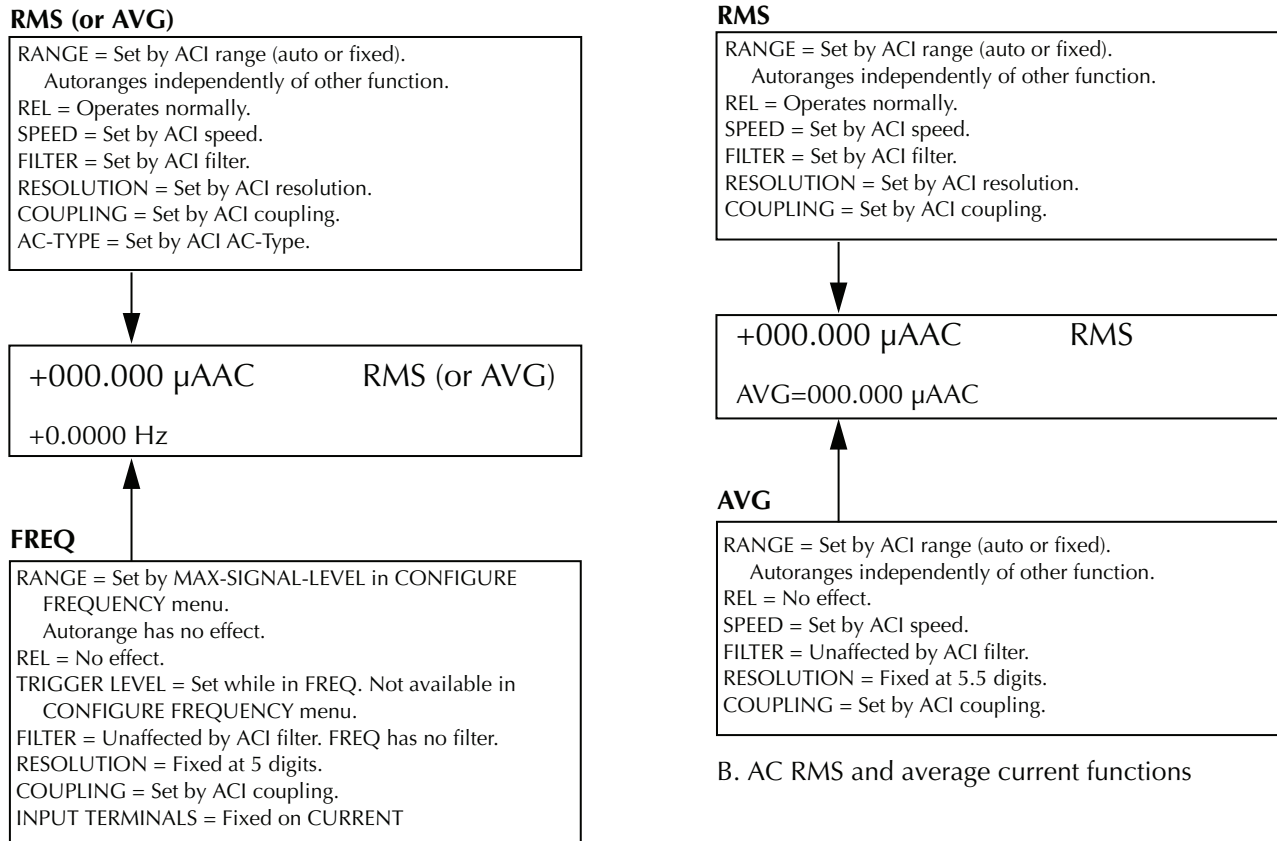 RMS (or AVG)
RANGE = Set by ACI range (auto or fixed).
Autoranges independently of other function.
REL = Operates normally.
SPEED = Set by ACI speed.
FILTER = Set by ACI filter.
RESOLUTION = Set by ACI resolution.
COUPLING = Set by ACI coupling.
AC-TYPE = Set by ACI AC-Type.
+000.000 µAAC RMS (or AVG)
+0.0000 Hz
FREQ
RANGE = Set by MAX-SIGNAL-LEVEL in CONFIGURE
FREQUENCY menu.
Autorange has no effect.
REL = No effect.
TRIGGER LEVEL = Set while in FREQ. Not available in
CONFIGURE FREQUENCY menu.
FILTER = Unaffected by ACI filter. FREQ has no filter.
RESOLUTION = Fixed at 5 digits.
COUPLING = Set by ACI coupling.
INPUT TERMINALS = Fixed on CURRENT
RMS
RANGE = Set by ACI range (auto or fixed).
Autoranges independently of other function.
REL = Operates normally.
SPEED = Set by ACI speed.
FILTER = Set by ACI filter.
RESOLUTION = Set by ACI resolution.
COUPLING = Set by ACI coupling.
+000.000 µAAC RMS
AVG=000.000 µAAC
AVG
RANGE = Set by ACI range (auto or fixed).
Autoranges independently of other function.
REL = No effect.
SPEED = Set by ACI speed.
FILTER = Unaffected by ACI filter.
RESOLUTION = Fixed at 5.5 digits.
COUPLING = Set by ACI coupling.
B. AC RMS and average current functions